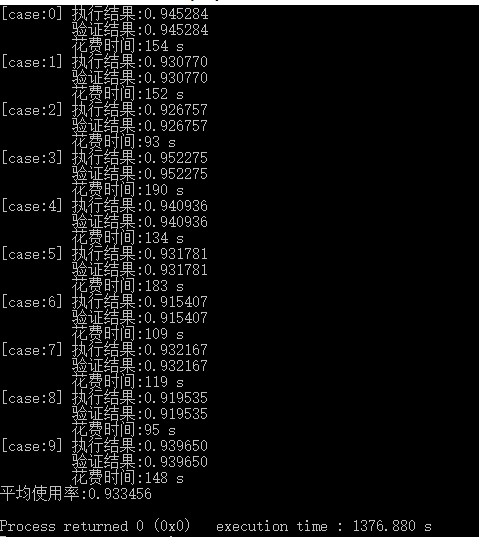 [case:0] 执行结果:0.945284
验证结果:0.945284
花费时间:154 s
[case:1] 执行结果:0.930770
验证结果:0.930770
花费时间:152 s
[case:2] 执行结果:0.926757
验证结果:0.926757
花费时间:93 s
[case:3] 执行结果:0.952275
验证结果:0.952275
花费时间:190 s
[case:4] 执行结果:0.940936
验证结果:0.940936
花费时间:134 s
[case:5] 执行结果:0.931781
验证结果:0.931781
花费时间:183 s
[case:6] 执行结果:0.915407
验证结果:0.915407
花费时间:109 s
[case:7] 执行结果:0.932167
验证结果:0.932167
花费时间:119 s
[case:8] 执行结果:0.919535
验证结果:0.919535
花费时间:95 s
[case:9] 执行结果:0.939650
验证结果:0.939650
花费时间:148 s
平均使用率:0.933456
Process returned 0 (0x0)   execution time : 1376.880 s